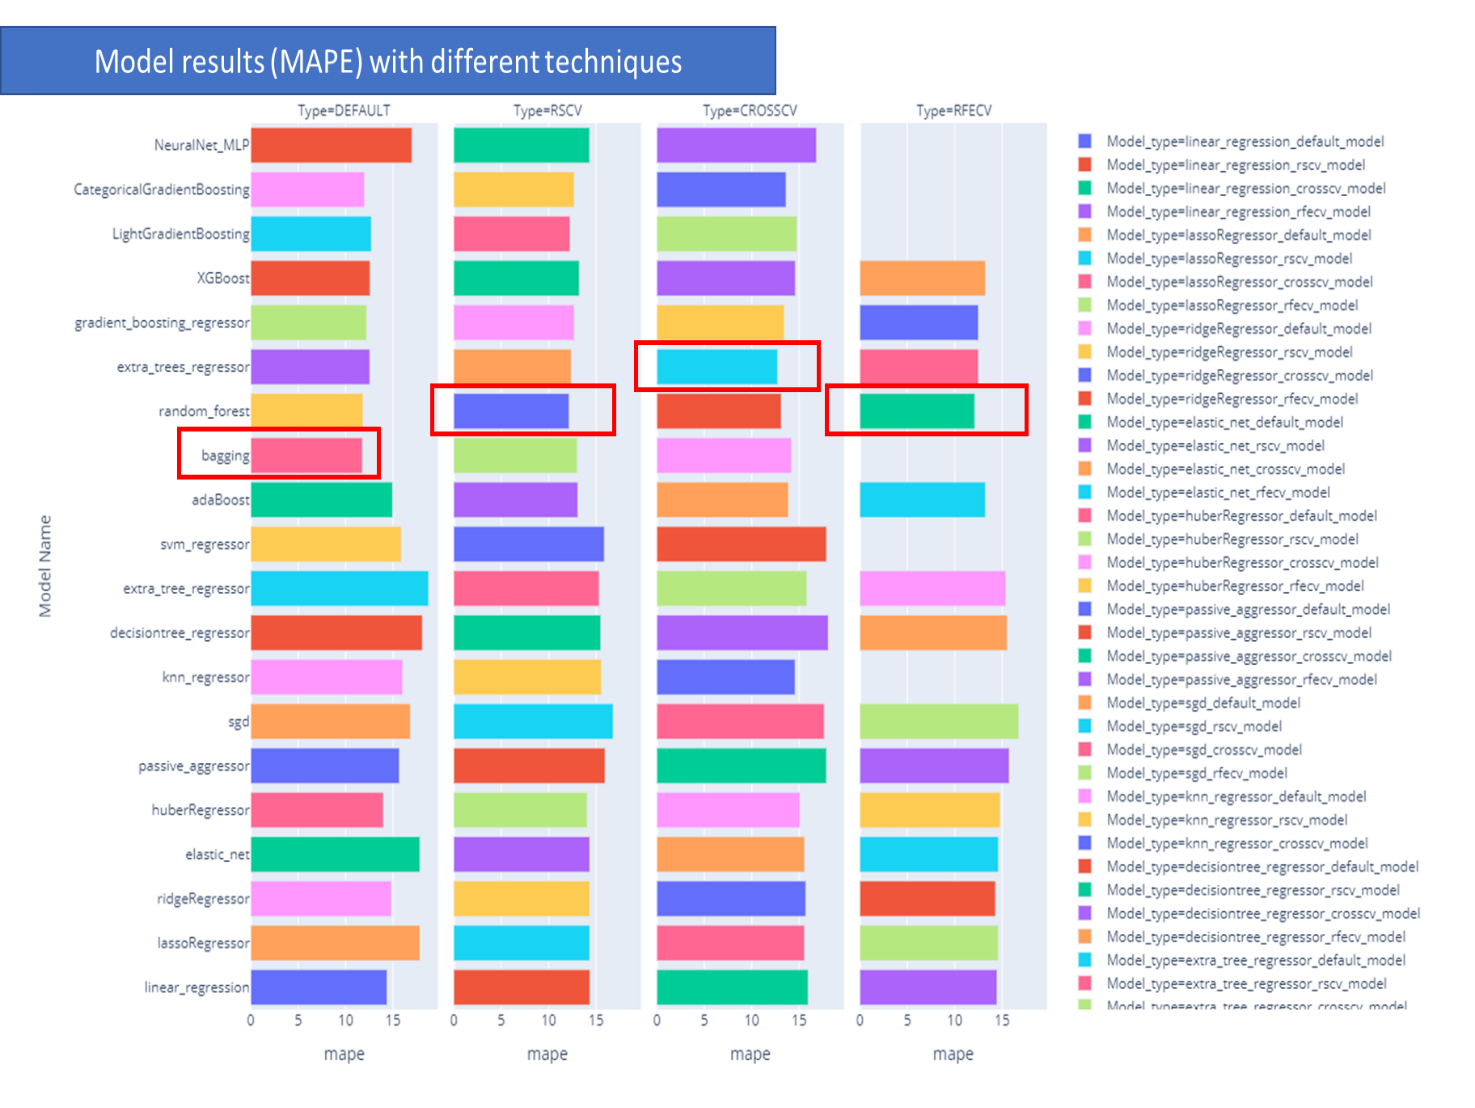 Model results (MAPE) with different techniques
Type=DEFAULT
Type=RSCV
Type=CROSSCV
Type=RFECV
Model Name
NeuralNet_MLP
CategoricalGradientBoosting
LightGradientBoosting
XGBoost
gradient_boosting_regressor
extra_trees_regressor
random_forest
bagging
adaBoost
svm_regressor
extra_tree_regressor
decisiontree_regressor
knn_regressor
sgd
passive_aggressor
huberRegressor
elastic_net
ridgeRegressor
lassoRegressor
linear_regression
0 5 10 15
mape
0 5 10 15
mape
0 5 10 15
mape
0 5 10 15
mape
Model_type=linear_regression_default_model
Model_type=linear_regression_rscv_model
Model_type=linear_regression_crosscv_model
Model_type=linear_regression_rfecv_model
Model_type=lassoRegressor_default_model
Model_type=lassoRegressor_rscv_model
Model_type=lassoRegressor_crosscv_model
Model_type=lassoRegressor_rfecv_model
Model_type=ridgeRegressor_default_model
Model_type=ridgeRegressor_rscv_model
Model_type=ridgeRegressor_crosscv_model
Model_type=ridgeRegressor_rfecv_model
Model_type=elastic_net_default_model
Model_type=elastic_net_rscv_model
Model_type=elastic_net_crosscv_model
Model_type=elastic_net_rfecv_model
Model_type=huberRegressor_default_model
Model_type=huberRegressor_rscv_model
Model_type=huberRegressor_crosscv_model
Model_type=huberRegressor_rfecv_model
Model_type=passive_aggressor_default_model
Model_type=passive_aggressor_rscv_model
Model_type=passive_aggressor_crosscv_model
Model_type=passive_aggressor_rfecv_model
Model_type=sgd_default_model
Model_type=sgd_rscv_model
Model_type=sgd_crosscv_model
Model_type=sgd_rfecv_model
Model_type=knn_regressor_default_model
Model_type=knn_regressor_rscv_model
Model_type=knn_regressor_crosscv_model
Model_type=decisiontree_regressor_default_model
Model_type=decisiontree_regressor_rscv_model
Model_type=decisiontree_regressor_crosscv_model
Model_type=decisiontree_regressor_rfecv_model
Model_type=extra_tree_regressor_default_model
Model_type=extra_tree_regressor_rscv_model
Model_type=extra_tree_regressor_crosscv_model